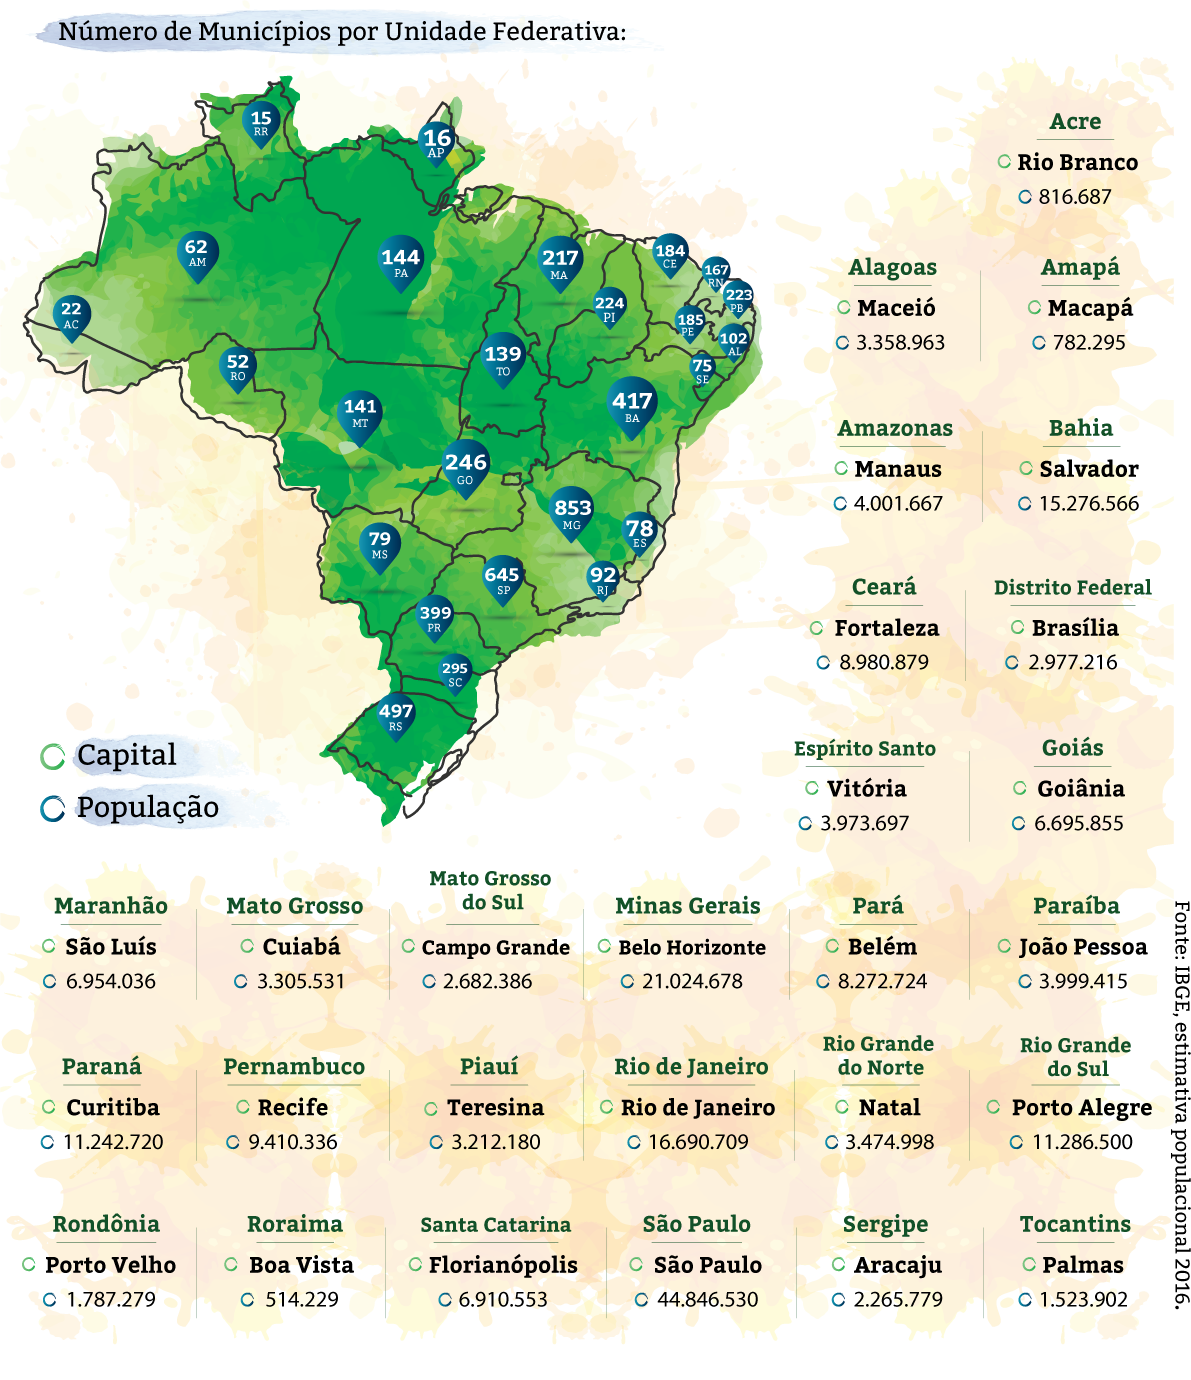 Número de Municípios por Unidade Federativa:
15
RR
16
AP
62
AM
144
PA
217
MA
184
CE
167
RN
224
PI
223
PB
185
PE
102
AL
22
AC
139
TO
75
SE
52
RO
141
MT
417
BA
246
GO
853
MG
78
ES
79
MS
645
SP
92
RJ
399
PR
295
SC
497
RS
Capital
População
Acre
Rio Branco
816.687
Alagoas
Maceió
3.358.963
Amapá
Macapá
782.295
Amazonas
Manaus
4.001.667
Bahia
Salvador
15.276.566
Ceará
Fortaleza
8.980.879
Distrito Federal
Brasília
2.977.216
Espírito Santo
Vitória
3.973.697
Goiás
Goiânia
6.695.855
Maranhão
São Luís
6.954.036
Mato Grosso
Cuiabá
3.305.531
Mato Grosso
do Sul
Campo Grande
2.682.386
Minas Gerais
Belo Horizonte
21.024.678
Pará
Belém
8.272.724
Paraíba
João Pessoa
3.999.415
Paraná
Curitiba
11.242.720
Pernambuco
Recife
9.410.336
Piauí
Teresina
3.212.180
Rio de Janeiro
Rio de Janeiro
16.690.709
Rio Grande
do Norte
Natal
3.474.998
Rio Grande
do Sul
Porto Alegre
11.286.500
Rondônia
Porto Velho
1.787.279
Roraima
Boa Vista
514.229
Santa Catarina
Florianópolis
6.910.553
São Paulo
São Paulo
44.846.530
Sergipe
Aracaju
2.265.779
Tocantins
Palmas
1.523.902
Fonte: IBGE, estimativa populacional 2016.